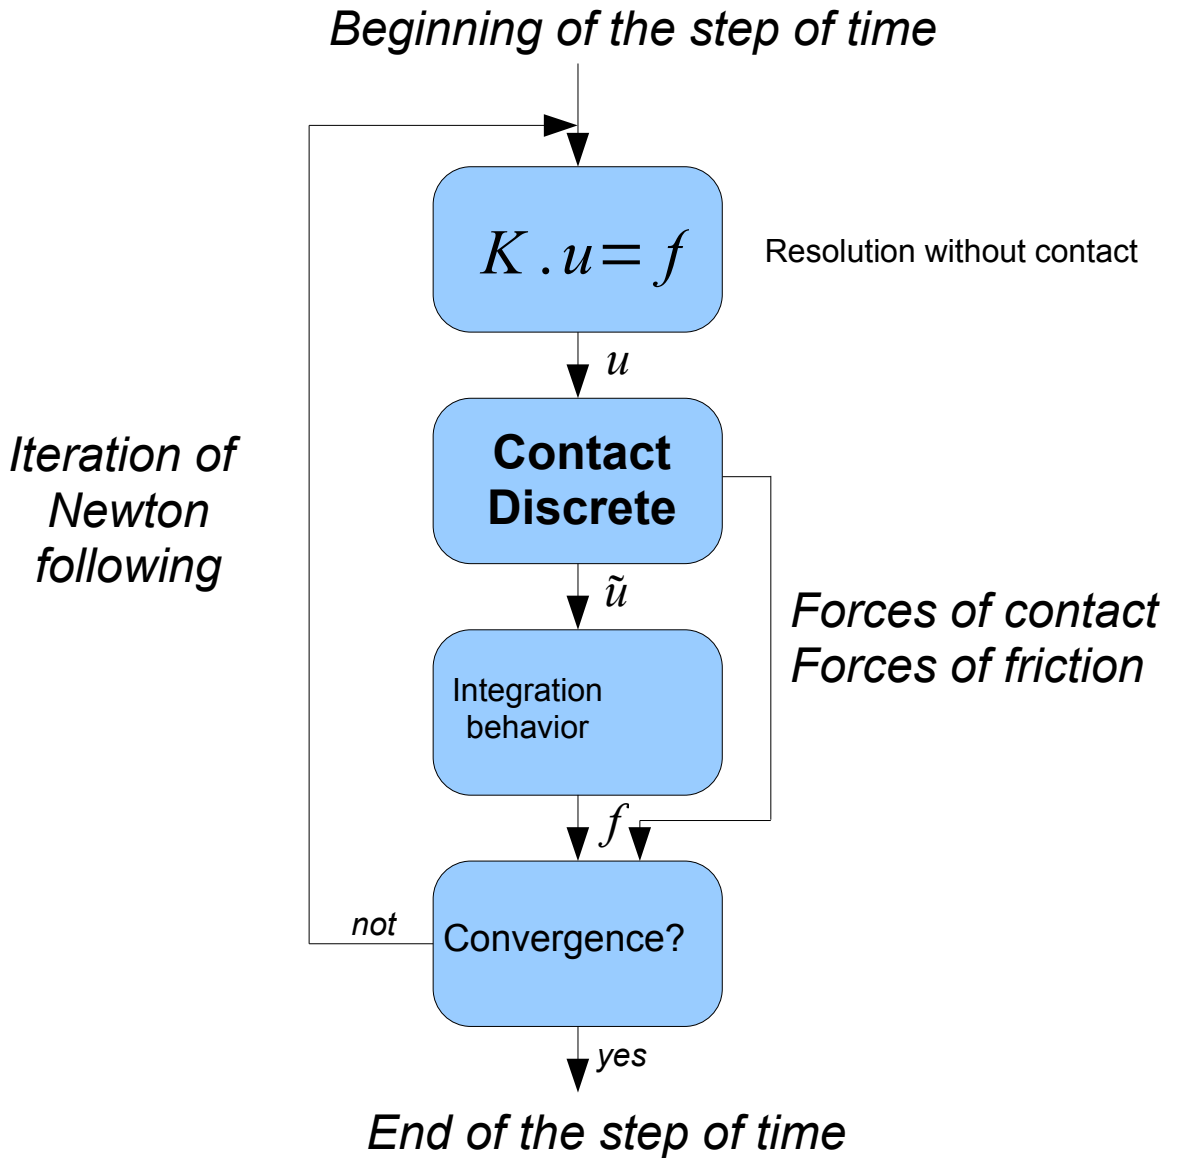 Beginning of the step of time
K . u = f
Resolution without contact
u
Contact
Discrete
Iteration of
Newton
following
ũ
Forces of contact
Forces of friction
Integration
behavior
f
not
Convergence?
yes
End of the step of time